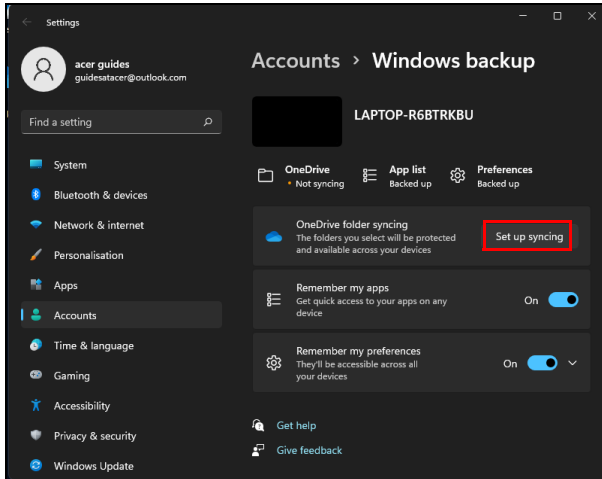 Settings
acer guides
guidesatacer@outlook.com
Find a setting
System
Bluetooth & devices
Network & internet
Personalisation
Apps
Accounts
Time & language
Gaming
Accessibility
Privacy & security
Windows Update
Accounts > Windows backup
LAPTOP-R6BTRKBU
OneDrive
• Not syncing
App list
Backed up
Preferences
Backed up
OneDrive folder syncing
The folders you select will be protected
and available across your devices
Set up syncing
Remember my apps
Get quick access to your apps on any
device
On
Remember my preferences
They'll be accessible across all
your devices
On
Get help
Give feedback